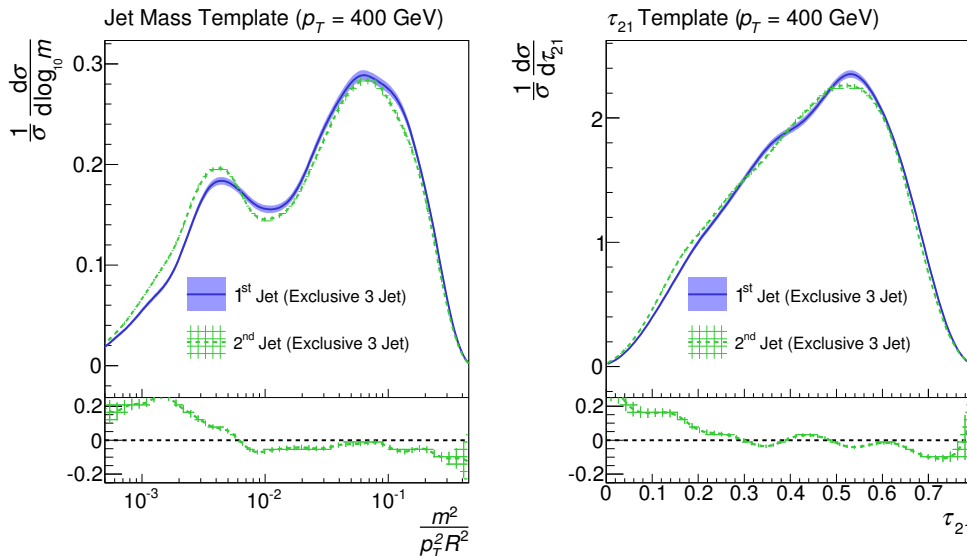 Jet Mass Template (p_T = 400 GeV)
1/σ dσ/dlog₁₀m
0.3
0.2
0.1
0
1st Jet (Exclusive 3 Jet)
2nd Jet (Exclusive 3 Jet)
0.2
0
-0.2
10⁻³ 10⁻² 10⁻¹
m²/p_T²R²
τ₂₁ Template (p_T = 400 GeV)
1/σ dσ/dτ₂₁
2
1
0
1st Jet (Exclusive 3 Jet)
2nd Jet (Exclusive 3 Jet)
0.2
0
-0.2
0 0.1 0.2 0.3 0.4 0.5 0.6 0.7
τ₂₁